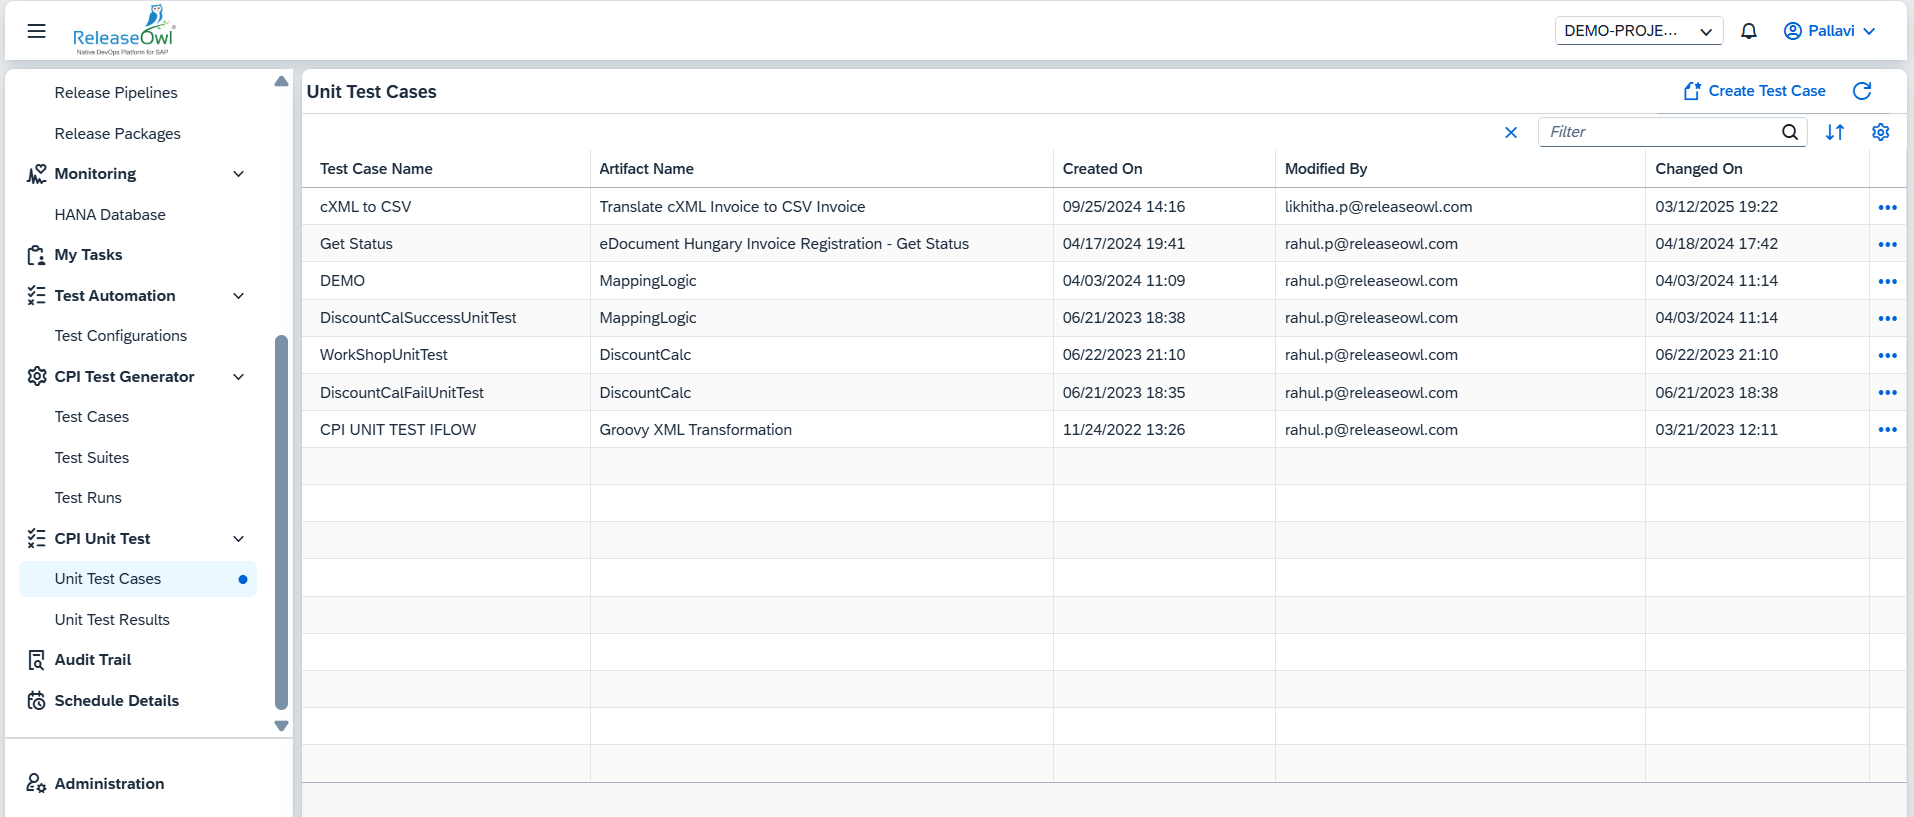 ReleaseOwl
Native DevOps Platform for SAP
DEMO-PROJE...
Pallavi
Release Pipelines
Release Packages
Monitoring
HANA Database
My Tasks
Test Automation
Test Configurations
CPI Test Generator
Test Cases
Test Suites
Test Runs
CPI Unit Test
Unit Test Cases
Unit Test Results
Audit Trail
Schedule Details
Administration
Unit Test Cases
Create Test Case
Filter
Test Case Name Artifact Name Created On Modified By Changed On
cXML to CSV Translate cXML Invoice to CSV Invoice 09/25/2024 14:16 likhitha.p@releaseowl.com 03/12/2025 19:22
Get Status eDocument Hungary Invoice Registration - Get Status 04/17/2024 19:41 rahul.p@releaseowl.com 04/18/2024 17:42
DEMO MappingLogic 04/03/2024 11:09 rahul.p@releaseowl.com 04/03/2024 11:14
DiscountCalSuccessUnitTest MappingLogic 06/21/2023 18:38 rahul.p@releaseowl.com 04/03/2024 11:14
WorkShopUnitTest DiscountCalc 06/22/2023 21:10 rahul.p@releaseowl.com 06/22/2023 21:10
DiscountCalFailUnitTest DiscountCalc 06/21/2023 18:35 rahul.p@releaseowl.com 06/21/2023 18:38
CPI UNIT TEST IFLOW Groovy XML Transformation 11/24/2022 13:26 rahul.p@releaseowl.com 03/21/2023 12:11